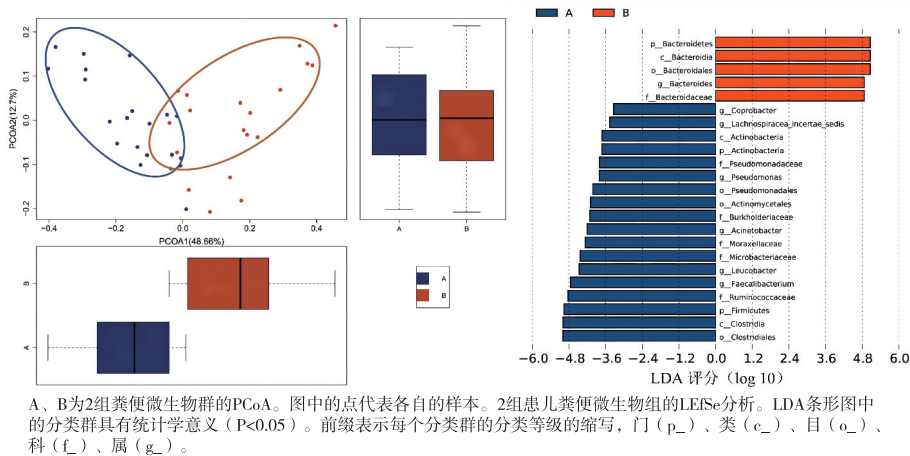 0.2
0.1
0.0
-0.1
-0.2
PCOA2(12.7%)
-0.4
-0.2
0.0
0.2
0.4
PCOA1(48.66%)
A
B
B
A
A
B
A
B
p__Bacteroidetes
c__Bacteroidia
o__Bacteroidales
g__Bacteroides
f__Bacteroidaceae
g__Coprobacter
g__Lachnospiracea_incertae_sedis
c__Actinobacteria
p__Actinobacteria
f__Pseudomonadaceae
g__Pseudomonas
o__Pseudomonadales
o__Actinomycetales
f__Burkholderiaceae
g__Acinetobacter
f__Moraxellaceae
f__Microbacteriaceae
g__Leucobacter
g__Faecalibacterium
f__Ruminococcaceae
p__Firmicutes
c__Clostridia
o__Clostridiales
−6.0 −4.8 −3.6 −2.4 −1.2 0.0 1.2 2.4 3.6 4.8 6.0
LDA 评分（log 10）
A、B为2组粪便微生物群的PCoA。图中的点代表各自的样本。2组患儿粪便微生物组的LEfSe分析。LDA条形图中
的分类群具有统计学意义（P<0.05）。前缀表示每个分类群的分类等级的缩写，门（p_）、类（c_）、目（o_）、
科（f_）、属（g_）。